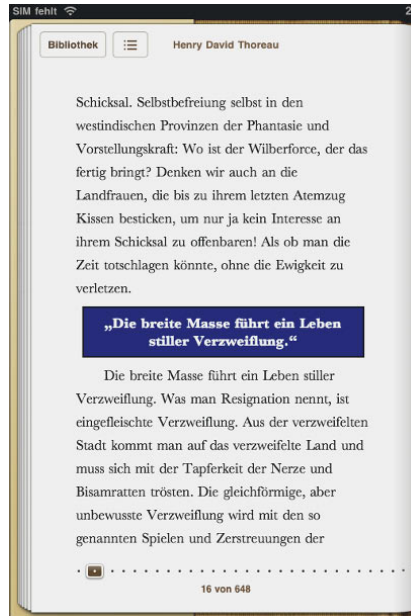 SIM fehlt
2
Bibliothek
Henry David Thoreau
Schicksal. Selbstbefreiung selbst in den
westindischen Provinzen der Phantasie und
Vorstellungskraft: Wo ist der Wilberforce, der das
fertig bringt? Denken wir auch an die
Landfrauen, die bis zu ihrem letzten Atemzug
Kissen besticken, um nur ja kein Interesse an
ihrem Schicksal zu offenbaren! Als ob man die
Zeit totschlagen könnte, ohne die Ewigkeit zu
verletzen.
„Die breite Masse führt ein Leben
stiller Verzweiflung.“
Die breite Masse führt ein Leben stiller
Verzweiflung. Was man Resignation nennt, ist
eingefleischte Verzweiflung. Aus der verzweifelten
Stadt kommt man auf das verzweifelte Land und
muss sich mit der Tapferkeit der Nerze und
Bisamratten trösten. Die gleichförmige, aber
unbewusste Verzweiflung wird mit den so
genannten Spielen und Zerstreuungen der
16 von 648